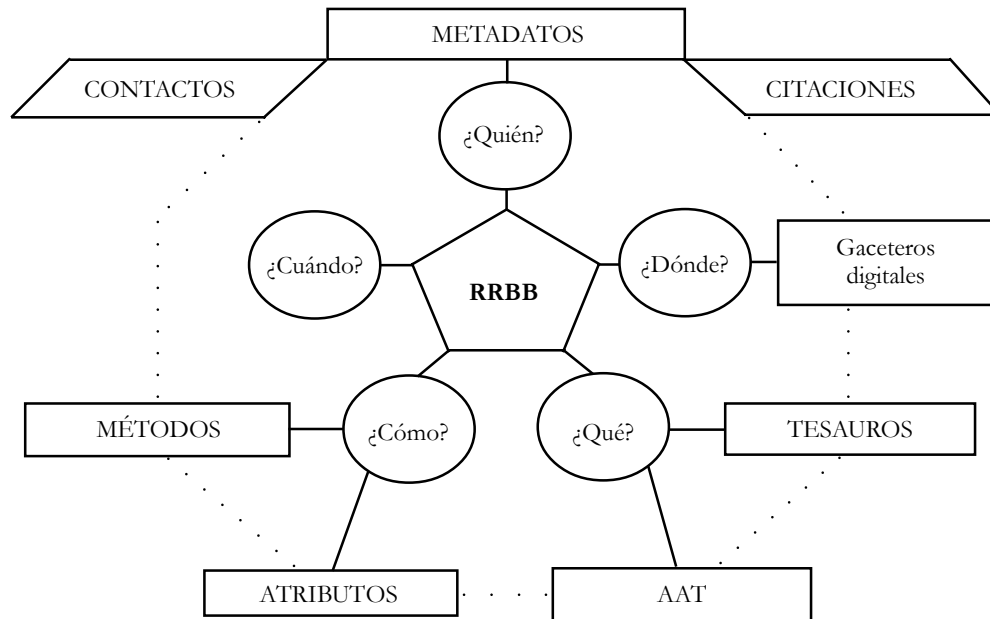 METADATOS
CONTACTOS
CITACIONES
¿Quién?
¿Cuándo?
¿Dónde?
Gaceteros
digitales
RRBB
MÉTODOS
¿Cómo?
¿Qué?
TESAUROS
ATRIBUTOS
AAT